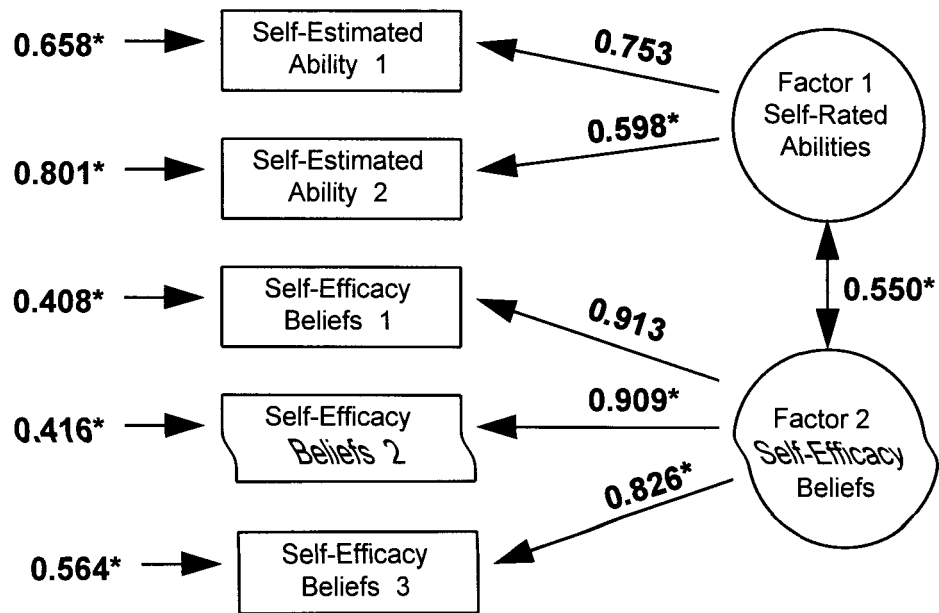 0.658*
Self-Estimated
Ability 1
0.753
Factor 1
Self-Rated
Abilities
0.801*
Self-Estimated
Ability 2
0.598*
0.550*
0.408*
Self-Efficacy
Beliefs 1
0.913
0.416*
Self-Efficacy
Beliefs 2
0.909*
Factor 2
Self-Efficacy
Beliefs
0.564*
Self-Efficacy
Beliefs 3
0.826*